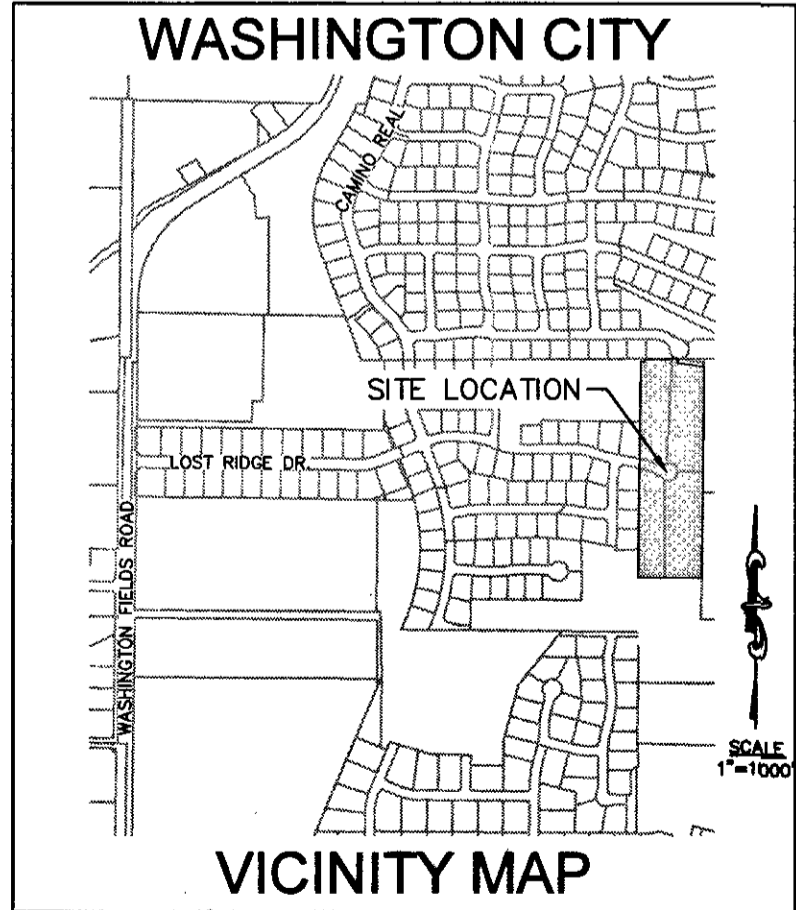 WASHINGTON CITY
CAMINO REAL
SITE LOCATION
LOST RIDGE DR.
WASHINGTON FIELDS ROAD
SCALE
1"=1000'
VICINITY MAP